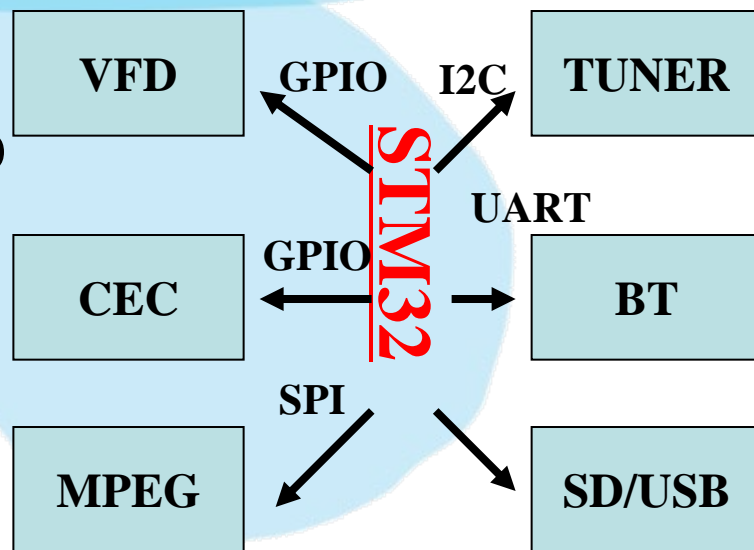 VFD
GPIO
I2C
TUNER
)
STM32
UART
GPIO
CEC
BT
SPI
MPEG
SD/USB